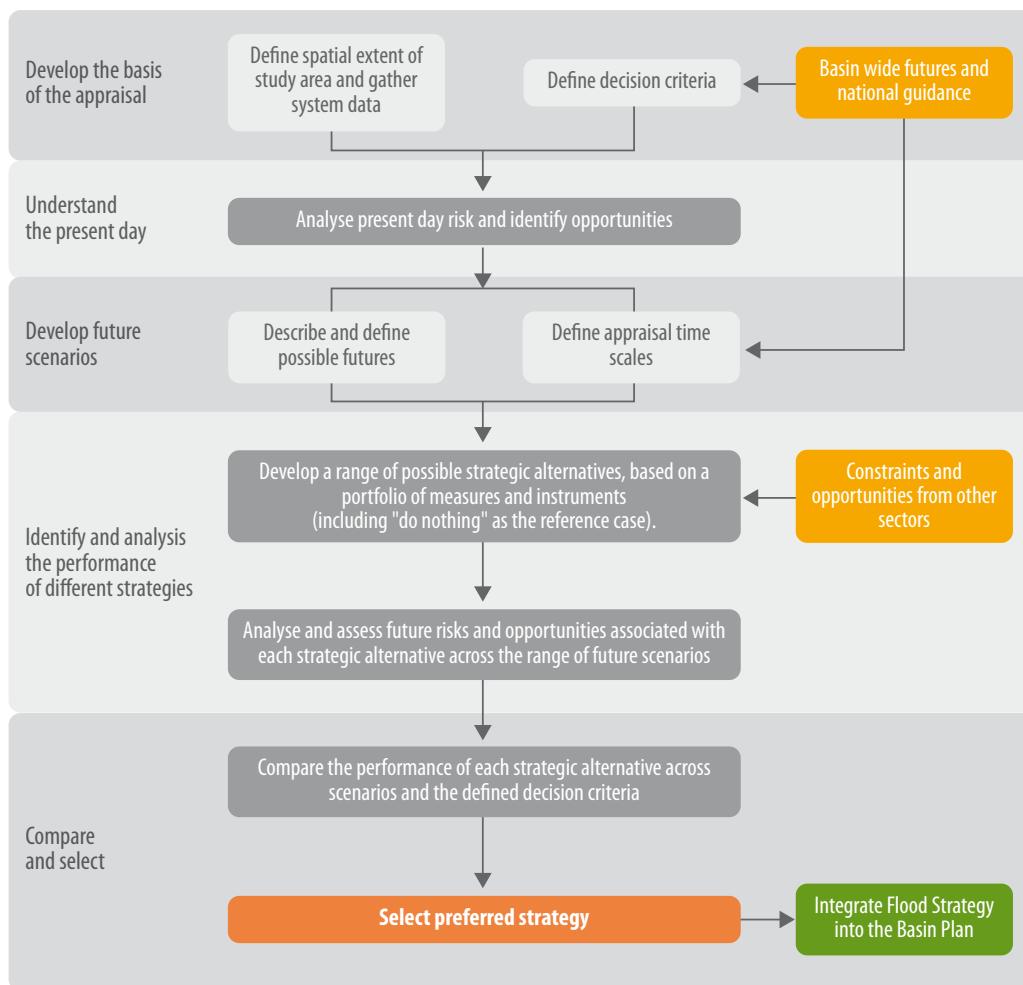 Develop the basis
of the appraisal
Define spatial extent of
study area and gather
system data
Define decision criteria
Basin wide futures and
national guidance
Understand
the present day
Analyse present day risk and identify opportunities
Develop future
scenarios
Describe and define
possible futures
Define appraisal time
scales
Identify and analysis
the performance
of different strategies
Develop a range of possible strategic alternatives, based on a
portfolio of measures and instruments
(including "do nothing" as the reference case).
Constraints and
opportunities from other
sectors
Analyse and assess future risks and opportunities associated with
each strategic alternative across the range of future scenarios
Compare
and select
Compare the performance of each strategic alternative across
scenarios and the defined decision criteria
Select preferred strategy
Integrate Flood Strategy
into the Basin Plan